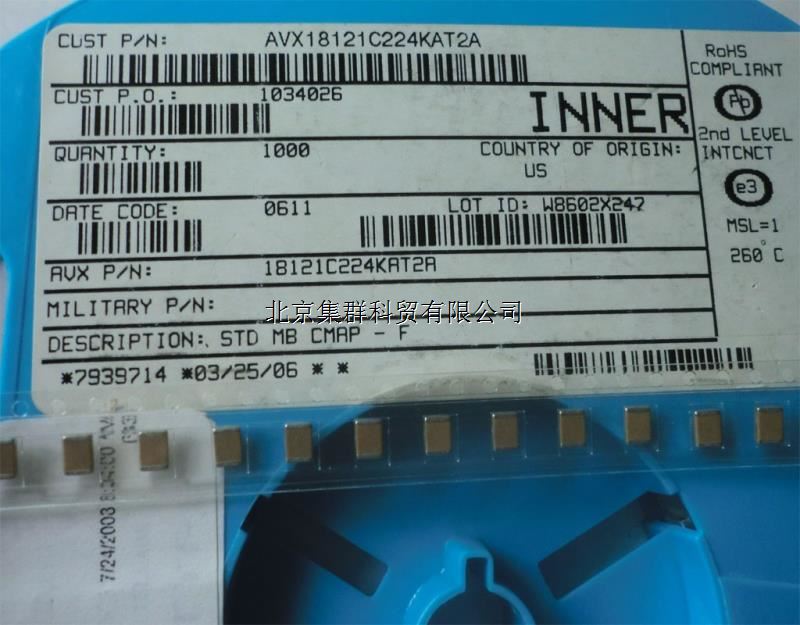 CUST P/N: AVX18121C224KAT2A
CUST P.O.: 1034026
INNER
QUANTITY: 1000
COUNTRY OF ORIGIN:
US
DATE CODE: 0611
LOT ID: W8602X247
AVX P/N: 18121C224KAT2A
MILITARY P/N:
北京集群科贸有限公司
DESCRIPTION: STD MB CMAP - F
*7939714 *03/25/06 * *
RoHS
COMPLIANT
Pb
2nd LEVEL
INTCNCT
e3
MSL=1
260°C
7/24/2003